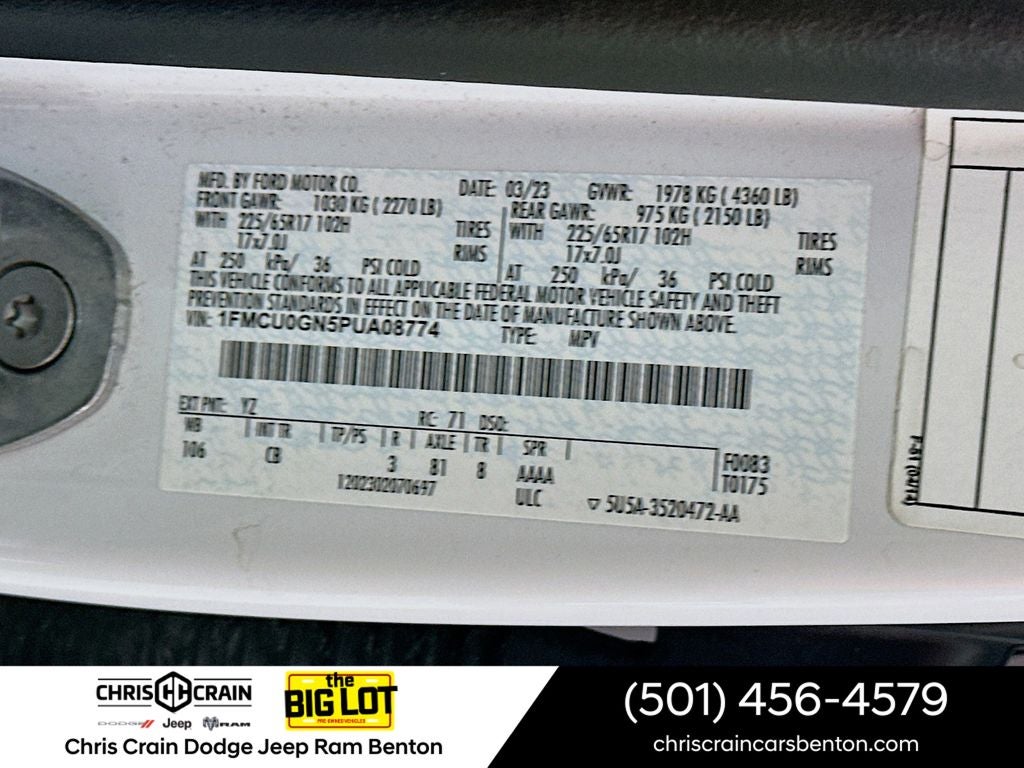 MFD. BY FORD MOTOR CO. DATE: 03/23 GVWR: 1978 KG ( 4360 LB)
FRONT GAWR: 1030 KG ( 2270 LB) REAR GAWR: 975 KG ( 2150 LB)
WITH 225/65R17 102H TIRES WITH 225/65R17 102H TIRES
17x7.0J RIMS 17x7.0J RIMS
AT 250 kPa/ 36 PSI COLD AT 250 kPa/ 36 PSI COLD
THIS VEHICLE CONFORMS TO ALL APPLICABLE FEDERAL MOTOR VEHICLE SAFETY AND THEFT
PREVENTION STANDARDS IN EFFECT ON THE DATE OF MANUFACTURE SHOWN ABOVE.
VIN: 1FMCU0GN5PUA08774 TYPE: MPV
EXT PNT: YZ RC: 71 DSO:
WB INT TR TP/PS R AXLE TR SPR
106 CB 3 81 8 AAAA F0083
1202302070697 ULC T0175
5U5A-3520472-AA
CHRIS CRAIN
DODGE Jeep RAM
the
BIG LOT
PRE-OWNED VEHICLES
Chris Crain Dodge Jeep Ram Benton
(501) 456-4579
chriscraincarsbenton.com